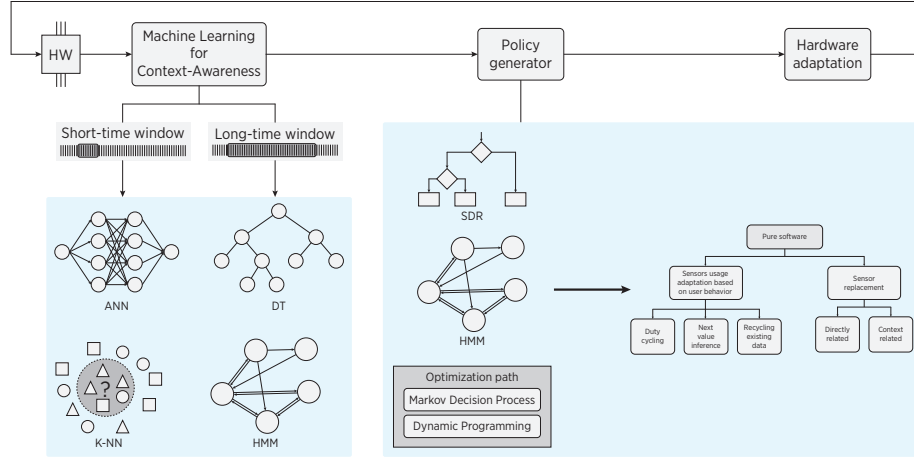 HW
Machine Learning
for
Context-Awareness
Policy
generator
Hardware
adaptation
Short-time window
Long-time window
ANN
DT
?
K-NN
HMM
SDR
HMM
Optimization path
Markov Decision Process
Dynamic Programming
Pure software
Sensors usage
adaptation based
on user behavior
Sensor
replacement
Duty
cycling
Next
value
inference
Recycling
existing
data
Directly
related
Context
related